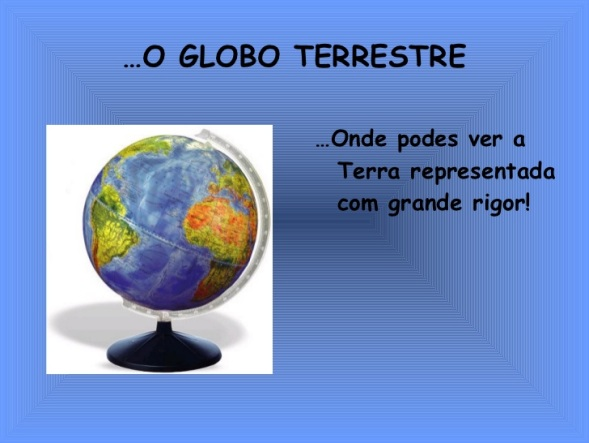 …O GLOBO TERRESTRE
…Onde podes ver a
Terra representada
com grande rigor!